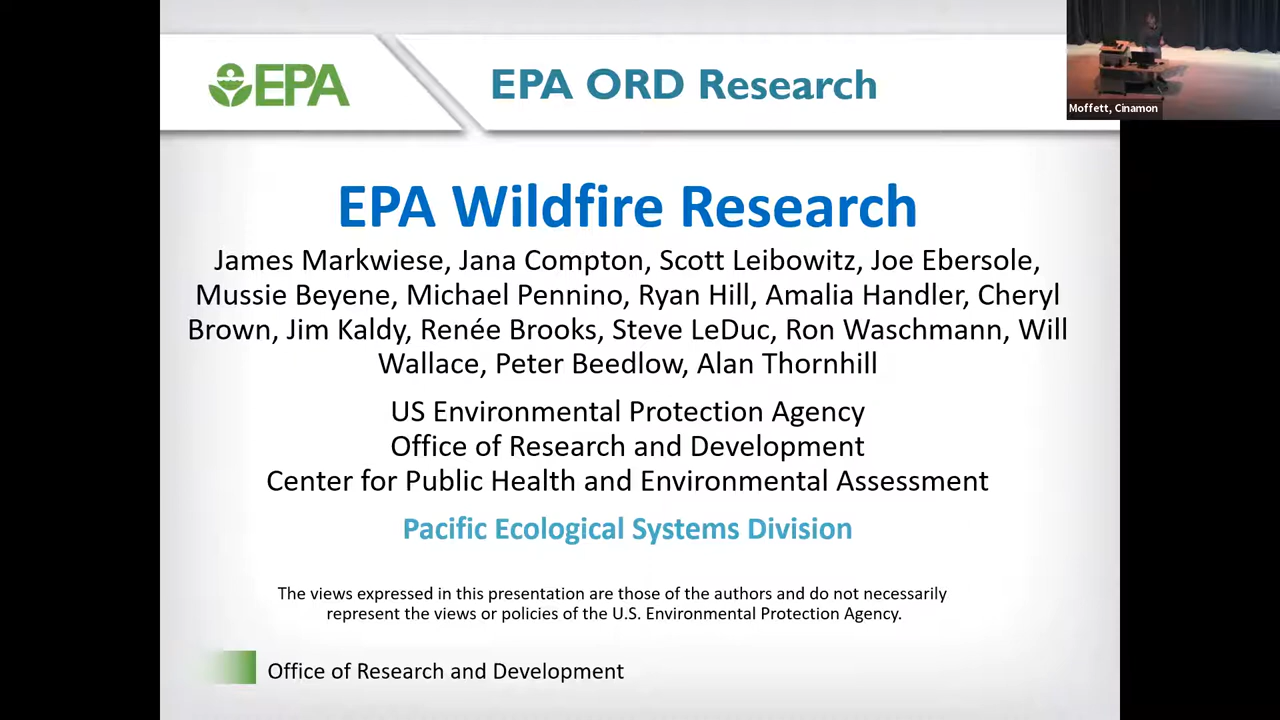 EPA
EPA ORD Research
Moffett, Cinamon
EPA Wildfire Research
James Markwiese, Jana Compton, Scott Leibowitz, Joe Ebersole,
Mussie Beyene, Michael Pennino, Ryan Hill, Amalia Handler, Cheryl
Brown, Jim Kaldy, Renée Brooks, Steve LeDuc, Ron Waschmann, Will
Wallace, Peter Beedlow, Alan Thornhill
US Environmental Protection Agency
Office of Research and Development
Center for Public Health and Environmental Assessment
Pacific Ecological Systems Division
The views expressed in this presentation are those of the authors and do not necessarily
represent the views or policies of the U.S. Environmental Protection Agency.
Office of Research and Development